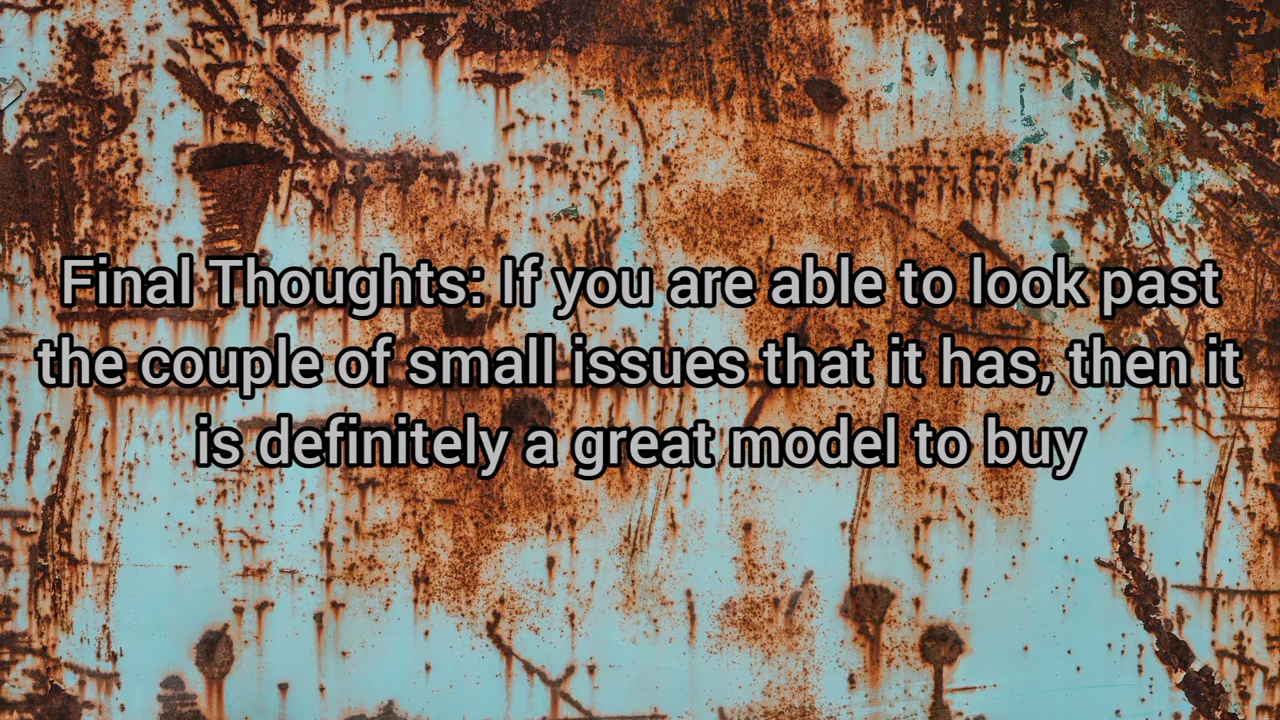 Final Thoughts: If you are able to look past
the couple of small issues that it has, then it
is definitely a great model to buy